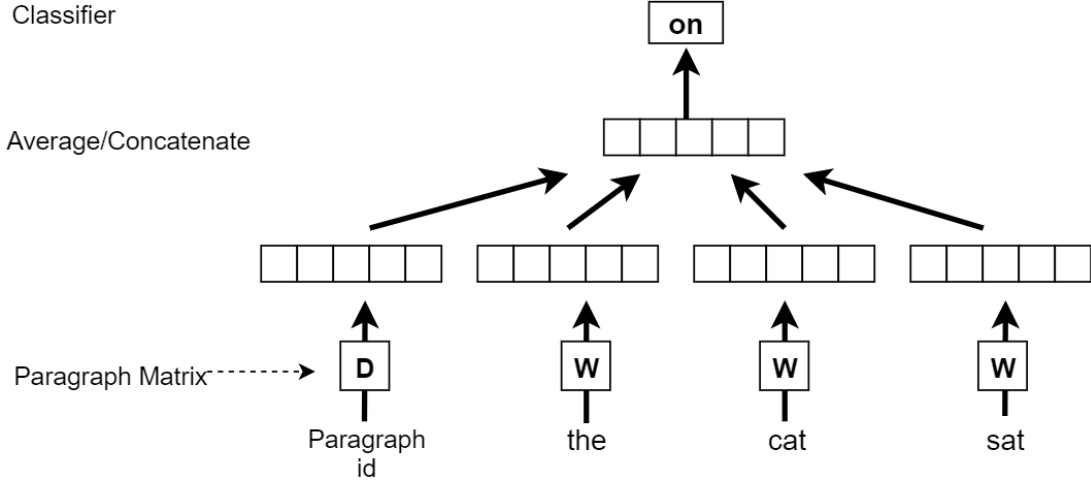 Classifier
on
Average/Concatenate
Paragraph Matrix
D
W
W
W
Paragraph
id
the
cat
sat